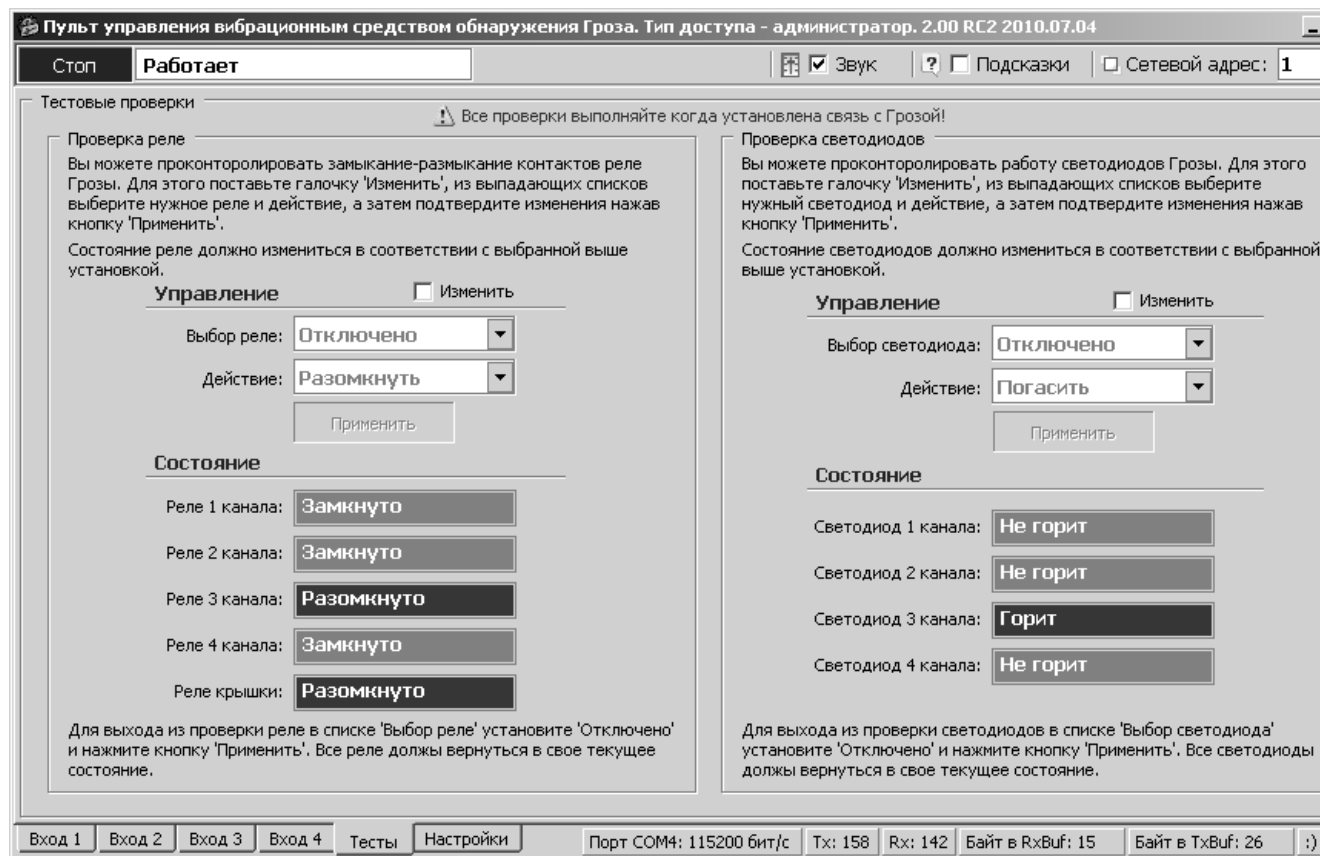 Пульт управления вибрационным средством обнаружения Гроза. Тип доступа - администратор. 2.00 RC2 2010.07.04
Стоп Работает Звук Подсказки Сетевой адрес: 1
Тестовые проверки
Все проверки выполняйте когда установлена связь с Грозой!
Проверка реле
Вы можете проконторолировать замыкание-размыкание контактов реле
Грозы. Для этого поставьте галочку 'Изменить', из выпадающих списков
выберите нужное реле и действие, а затем подтвердите изменения нажав
кнопку 'Применить'.
Состояние реле должно измениться в соответствии с выбранной выше
установкой.
Управление Изменить
Выбор реле: Отключено
Действие: Разомкнуть
Применить
Состояние
Реле 1 канала: Замкнуто
Реле 2 канала: Замкнуто
Реле 3 канала: Разомкнуто
Реле 4 канала: Замкнуто
Реле крышки: Разомкнуто
Для выхода из проверки реле в списке 'Выбор реле' установите 'Отключено'
и нажмите кнопку 'Применить'. Все реле должы вернуться в свое текущее
состояние.
Проверка светодиодов
Вы можете проконторолировать работу светодиодов Грозы. Для этого
поставьте галочку 'Изменить', из выпадающих списков выберите
нужный светодиод и действие, а затем подтвердите изменения нажав
кнопку 'Применить'.
Состояние светодиодов должно измениться в соответствии с выбранной
выше установкой.
Управление Изменить
Выбор светодиода: Отключено
Действие: Погасить
Применить
Состояние
Светодиод 1 канала: Не горит
Светодиод 2 канала: Не горит
Светодиод 3 канала: Горит
Светодиод 4 канала: Не горит
Для выхода из проверки светодиодов в списке 'Выбор светодиода'
установите 'Отключено' и нажмите кнопку 'Применить'. Все светодиоды
должы вернуться в свое текущее состояние.
Вход 1 Вход 2 Вход 3 Вход 4 Тесты Настройки Порт COM4: 115200 бит/с Tx: 158 Rx: 142 Байт в RxBuf: 15 Байт в TxBuf: 26 :)